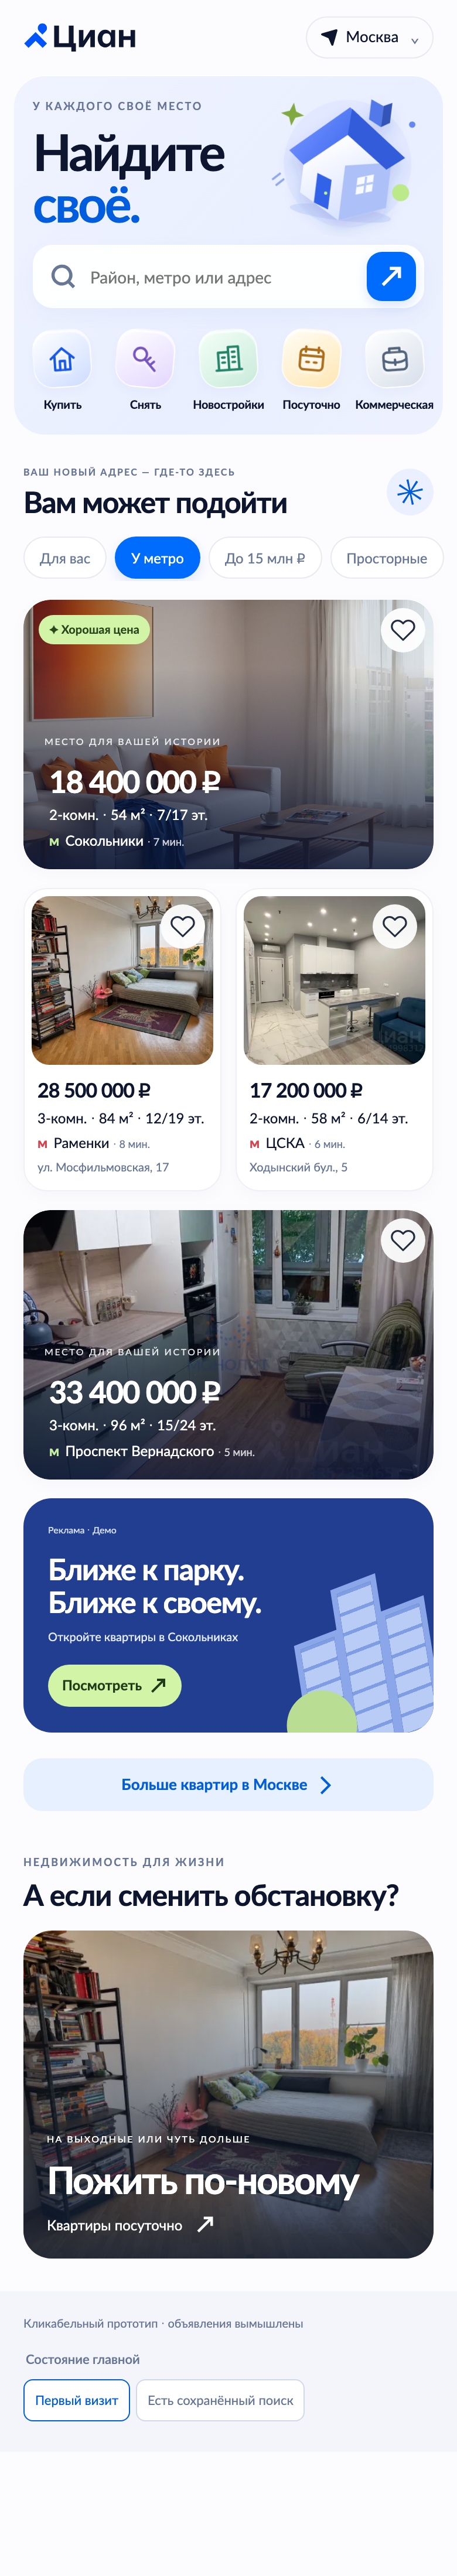 Циан
Москва
У КАЖДОГО СВОЁ МЕСТО
Найдите
своё.
Район, метро или адрес
Купить
Снять
Новостройки
Посуточно
Коммерческая
ВАШ НОВЫЙ АДРЕС — ГДЕ-ТО ЗДЕСЬ
Вам может подойти
Для вас
У метро
До 15 млн ₽
Просторные
Хорошая цена
МЕСТО ДЛЯ ВАШЕЙ ИСТОРИИ
18 400 000 ₽
2-комн. · 54 м² · 7/17 эт.
м Сокольники · 7 мин.
28 500 000 ₽
3-комн. · 84 м² · 12/19 эт.
м Раменки · 8 мин.
ул. Мосфильмовская, 17
17 200 000 ₽
2-комн. · 58 м² · 6/14 эт.
м ЦСКА · 6 мин.
Ходынский бул., 5
МЕСТО ДЛЯ ВАШЕЙ ИСТОРИИ
33 400 000 ₽
3-комн. · 96 м² · 15/24 эт.
м Проспект Вернадского · 5 мин.
Реклама · Демо
Ближе к парку.
Ближе к своему.
Откройте квартиры в Сокольниках
Посмотреть
Больше квартир в Москве
НЕДВИЖИМОСТЬ ДЛЯ ЖИЗНИ
А если сменить обстановку?
НА ВЫХОДНЫЕ ИЛИ ЧУТЬ ДОЛЬШЕ
Пожить по-новому
Квартиры посуточно
Кликабельный прототип · объявления вымышлены
Состояние главной
Первый визит
Есть сохранённый поиск